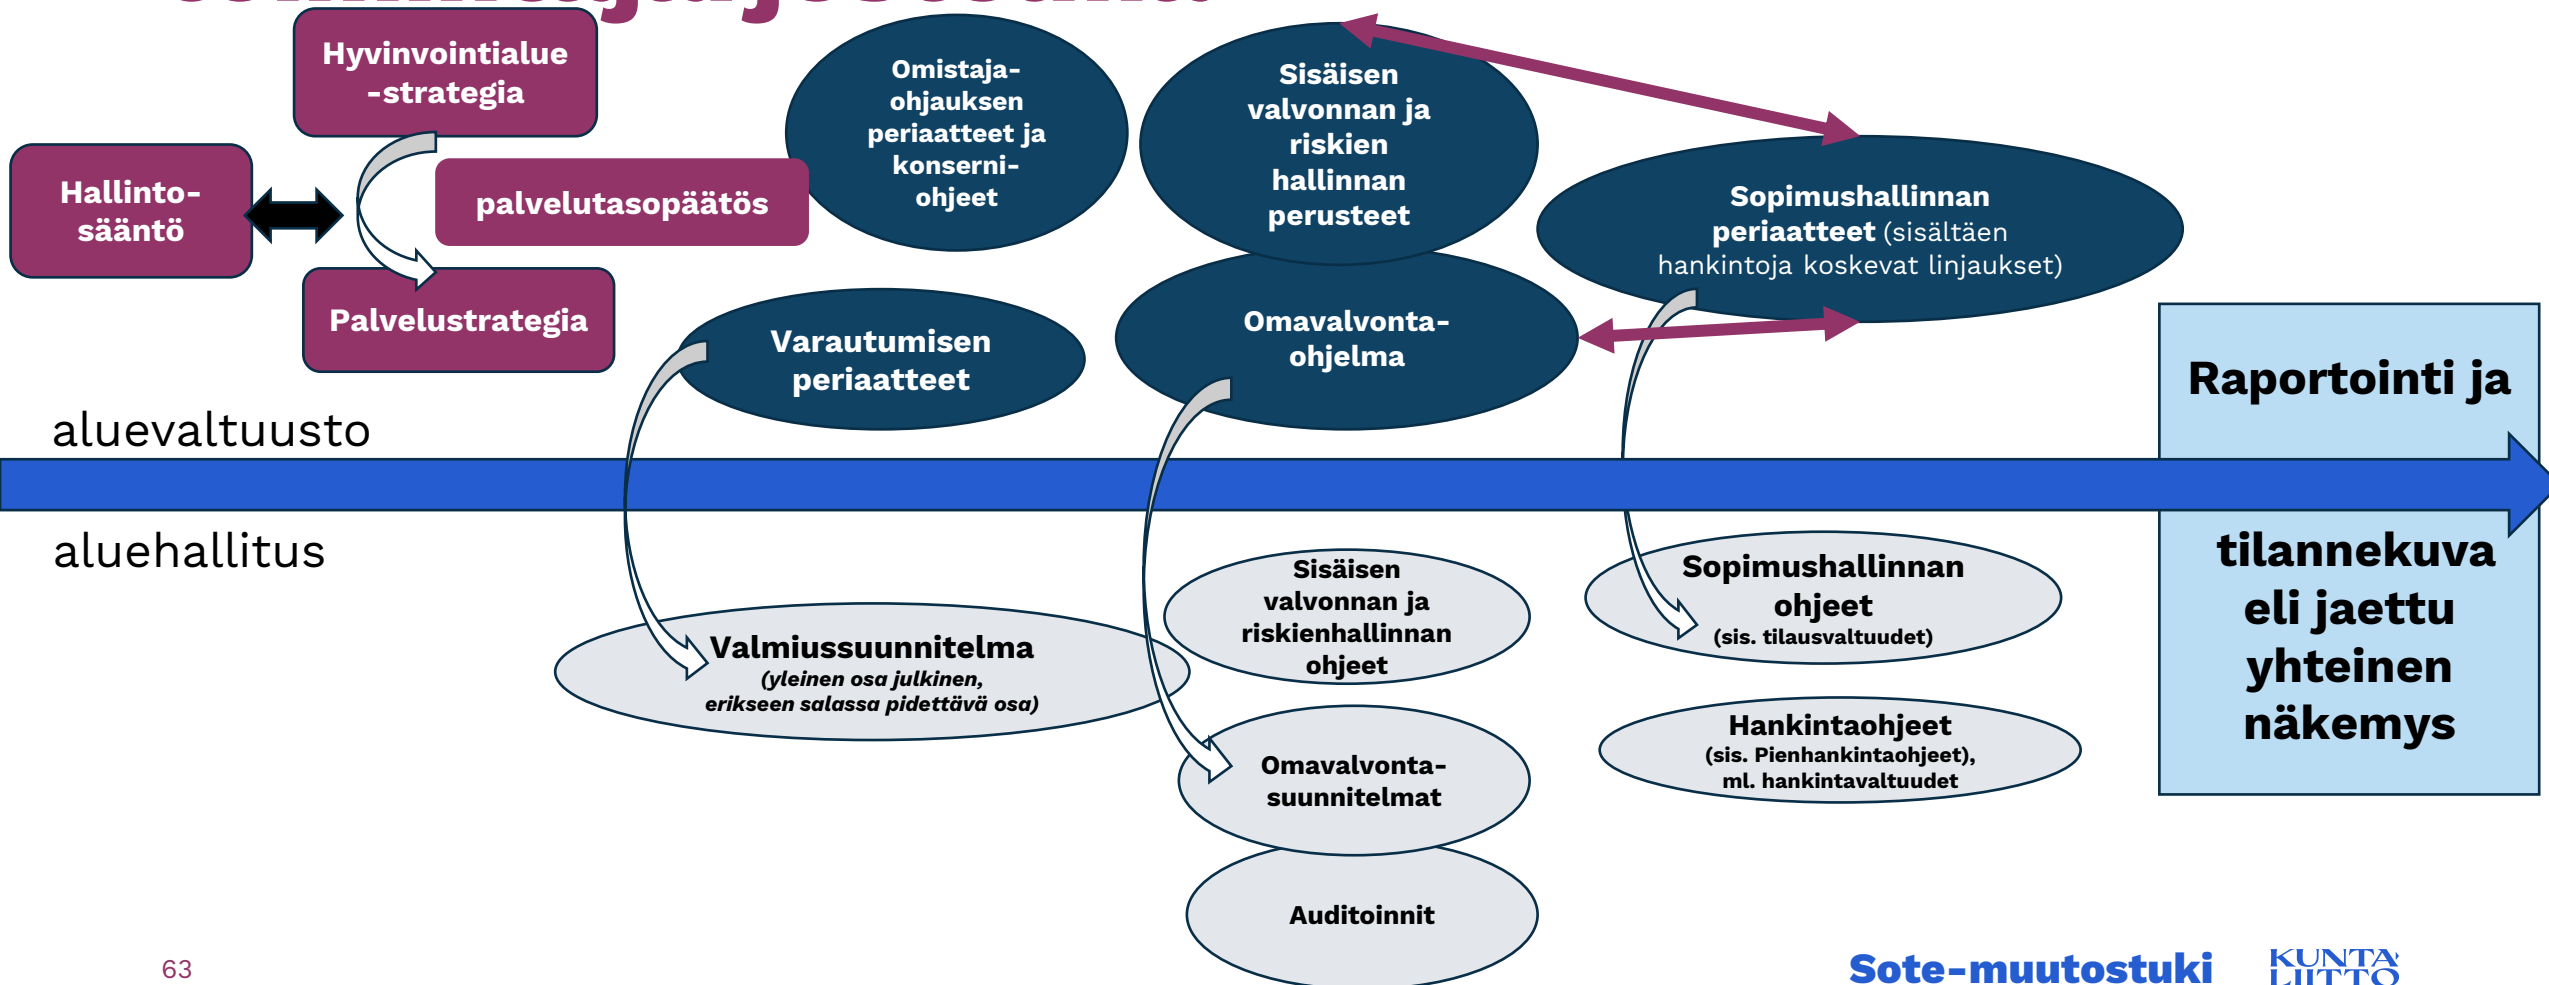 Hyvinvointialue
-strategia
Hallinto-
sääntö
palvelutasopäätös
Palvelustrategia
Omistaja-
ohjauksen
periaatteet ja
konserni-
ohjeet
Sisäisen
valvonnan ja
riskien
hallinnan
perusteet
Sopimushallinnan
periaatteet (sisältäen
hankintoja koskevat linjaukset)
Varautumisen
periaatteet
Omavalvonta-
ohjelma
aluevaltuusto
aluehallitus
Raportointi ja
tilannekuva
eli jaettu
yhteinen
näkemys
Valmiussuunnitelma
(yleinen osa julkinen,
erikseen salassa pidettävä osa)
Sisäisen
valvonnan ja
riskienhallinnan
ohjeet
Omavalvonta-
suunnitelmat
Auditoinnit
Sopimushallinnan
ohjeet
(sis. tilausvaltuudet)
Hankintaohjeet
(sis. Pienhankintaohjeet),
ml. hankintavaltuudet
63
Sote-muutostuki
KUNTA
LIITTO